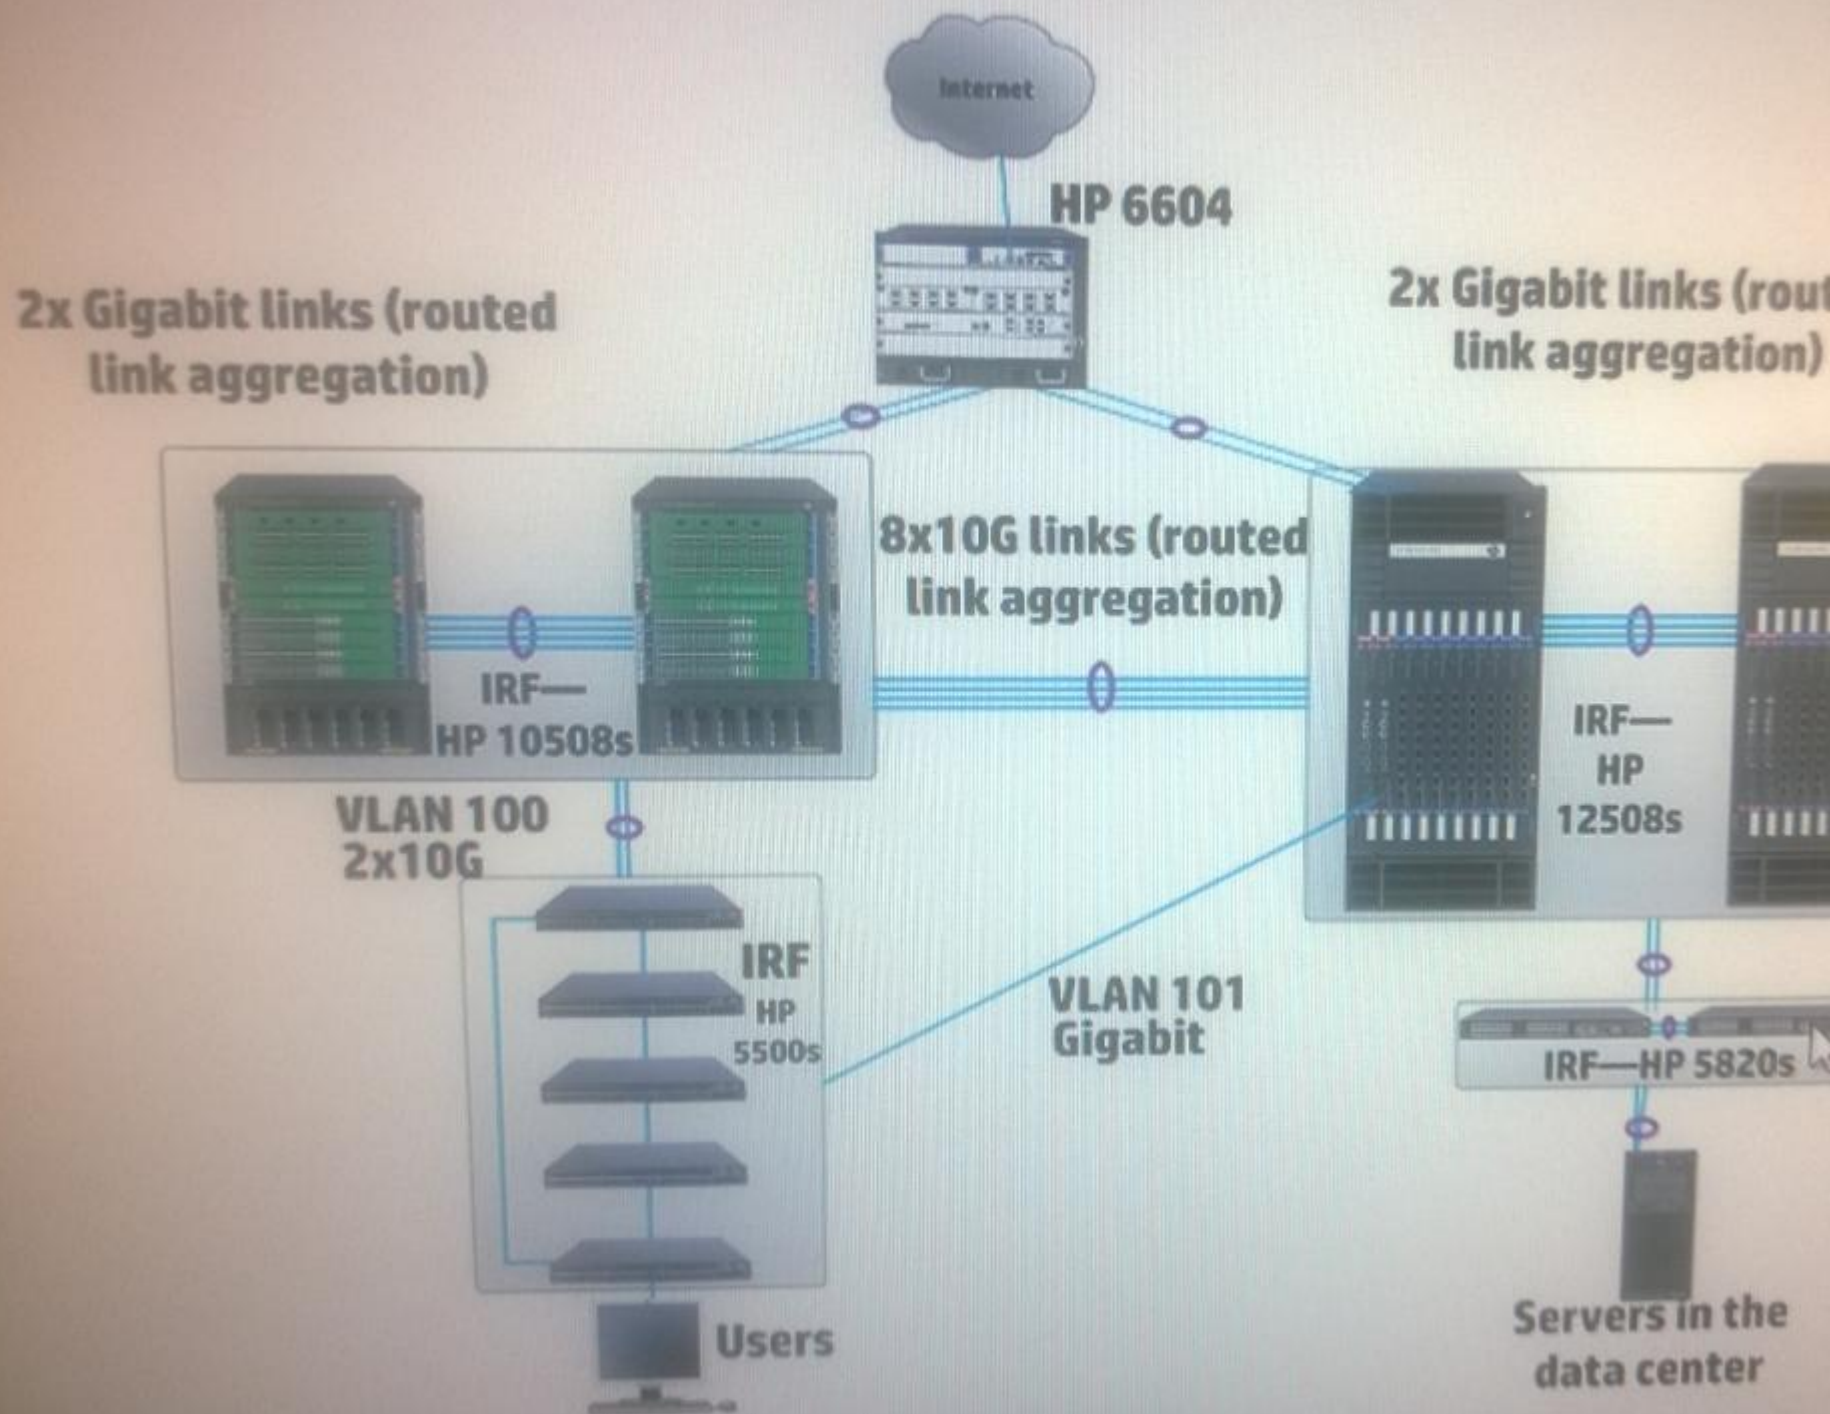 Internet
HP 6604
2x Gigabit links (routed
link aggregation)
2x Gigabit links (rout
link aggregation)
8x10G links (routed
link aggregation)
IRF—
HP 10508s
IRF—
HP
12508s
VLAN 100
2x10G
IRF
HP
5500s
VLAN 101
Gigabit
IRF—HP 5820s
Users
Servers in the
data center